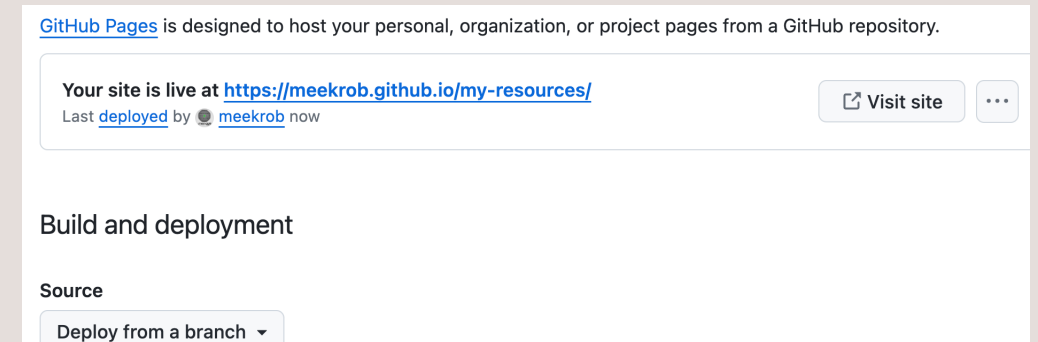 GitHub Pages is designed to host your personal, organization, or project pages from a GitHub repository.
Your site is live at https://meekrob.github.io/my-resources/
Last deployed by meekrob now
Visit site
Build and deployment
Source
Deploy from a branch